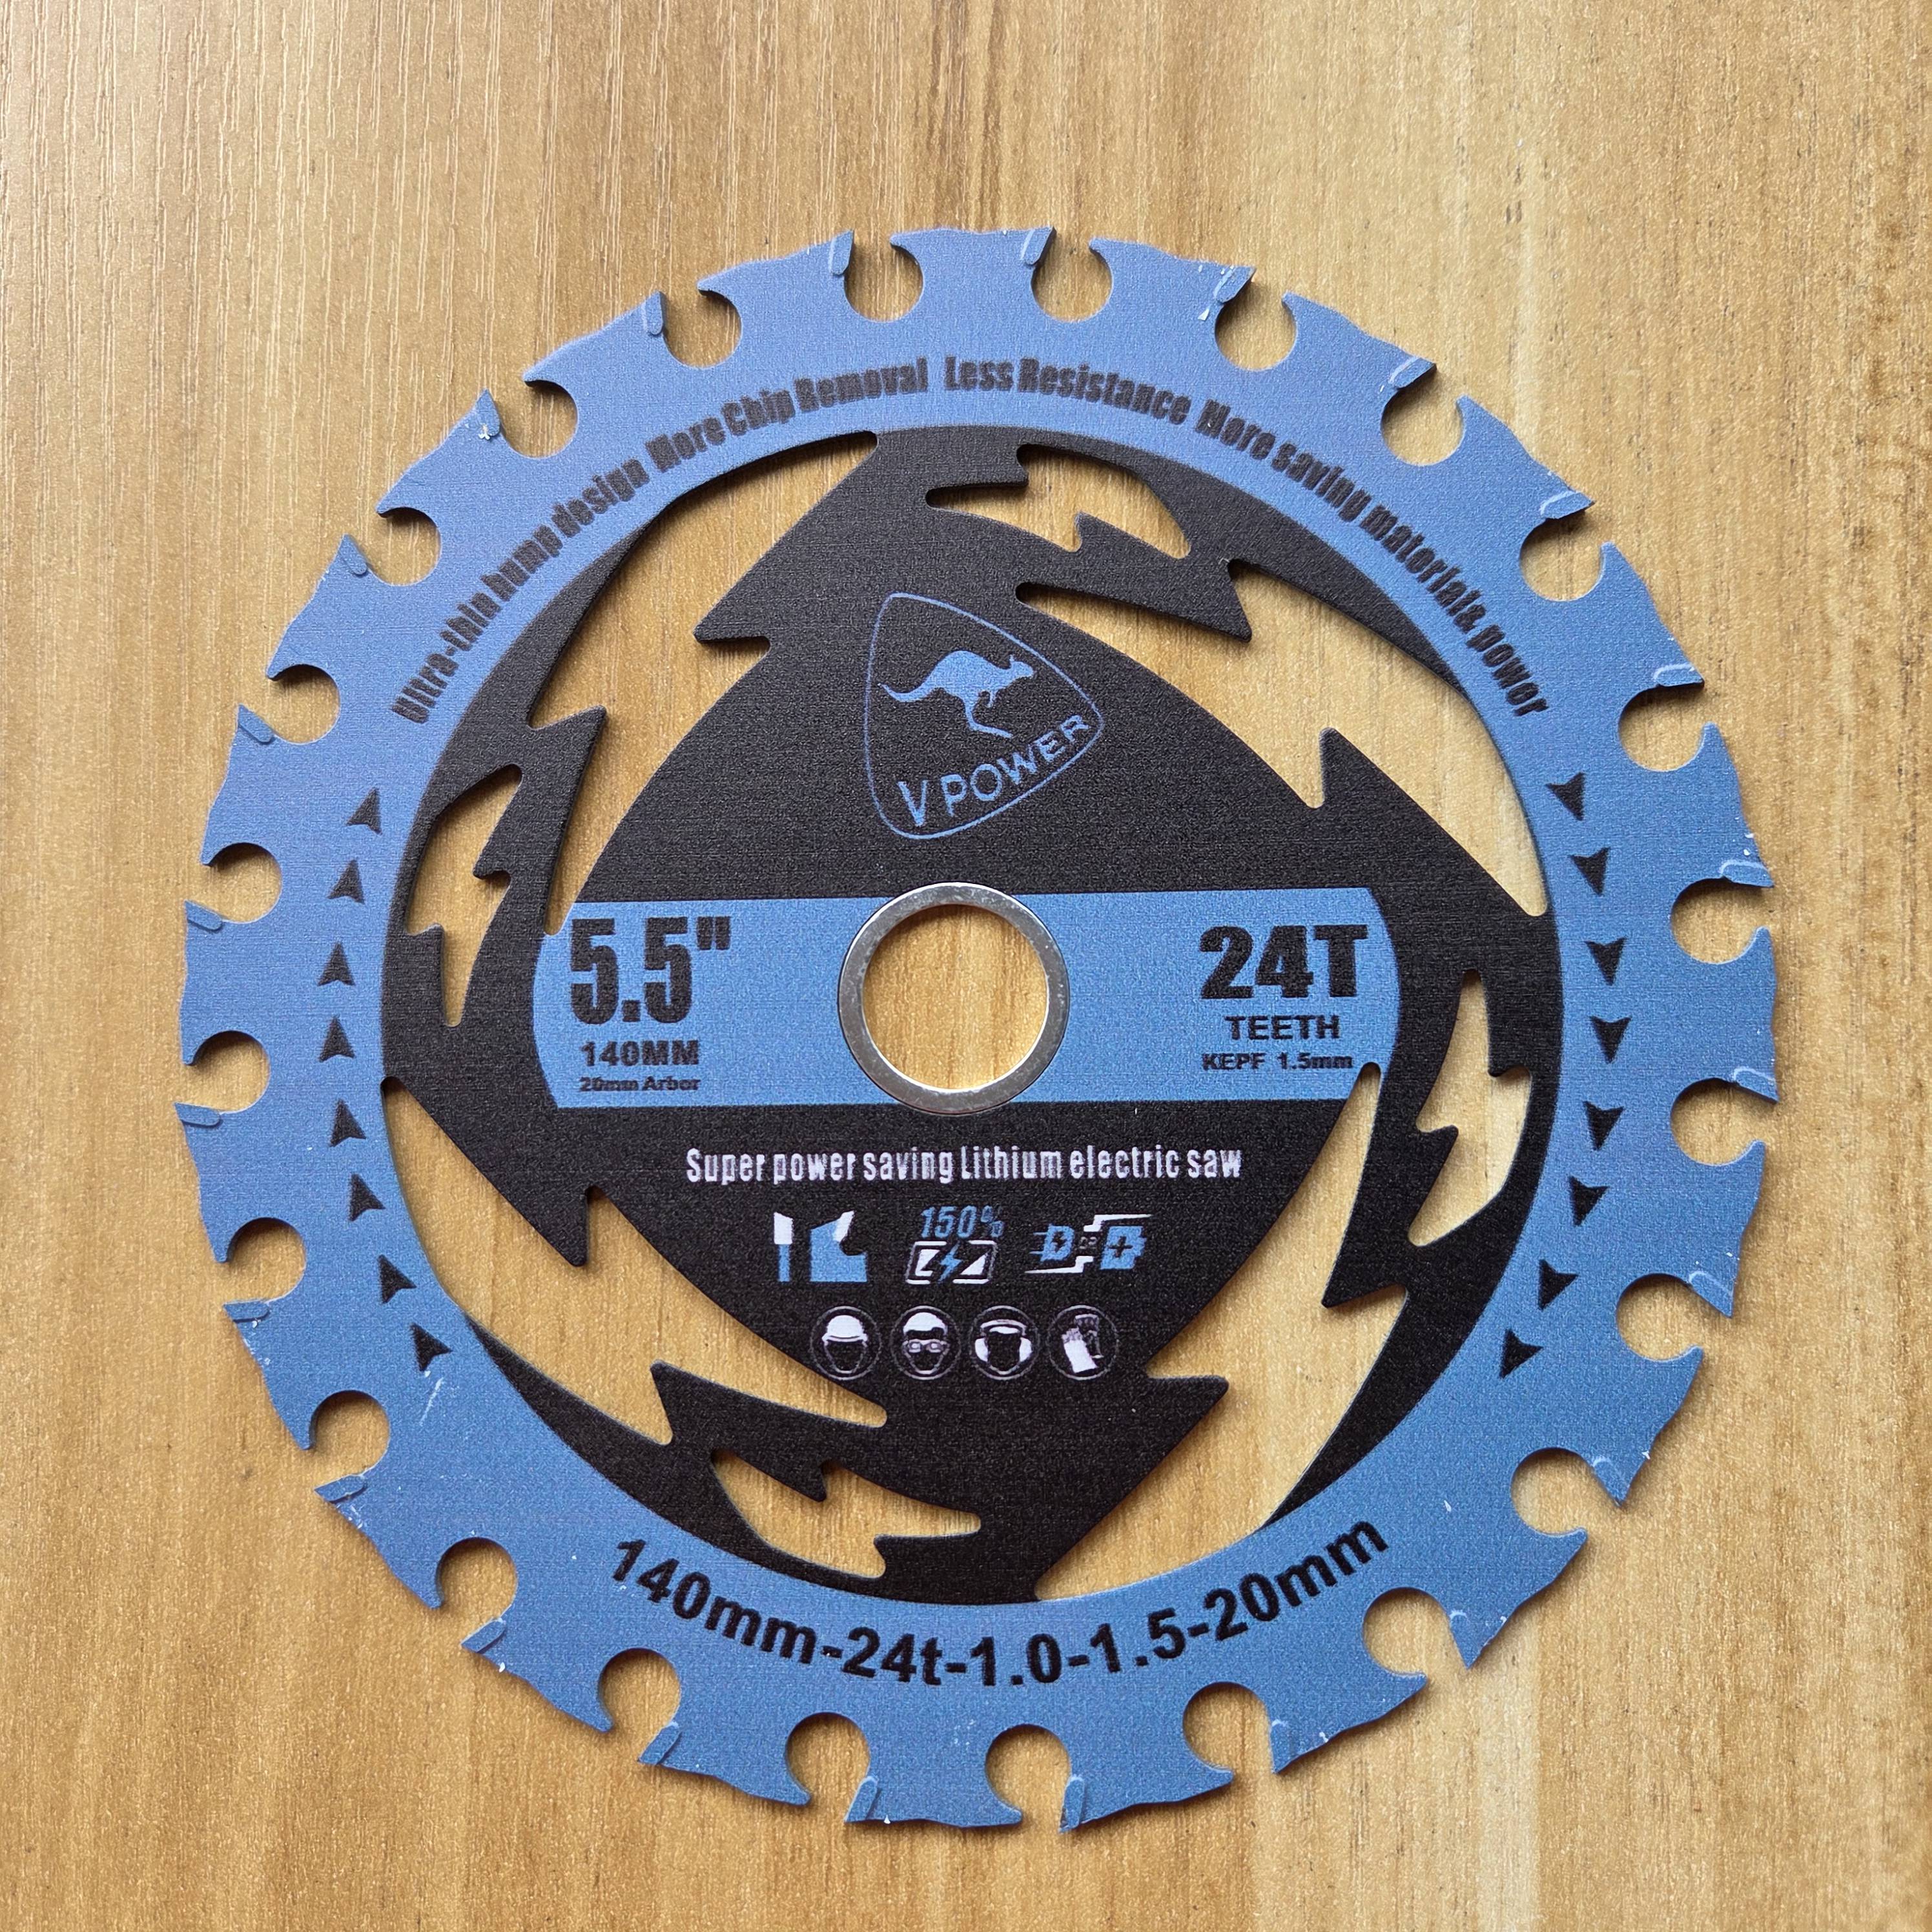 Ultra-thin hump design More Chip Removal Less Resistance More saving materials power
V POWER
5.5"
140MM
20mm Arbor
24T
TEETH
KEPF 1.5mm
Super power saving Lithium electric saw
150%
140mm-24t-1.0-1.5-20mm